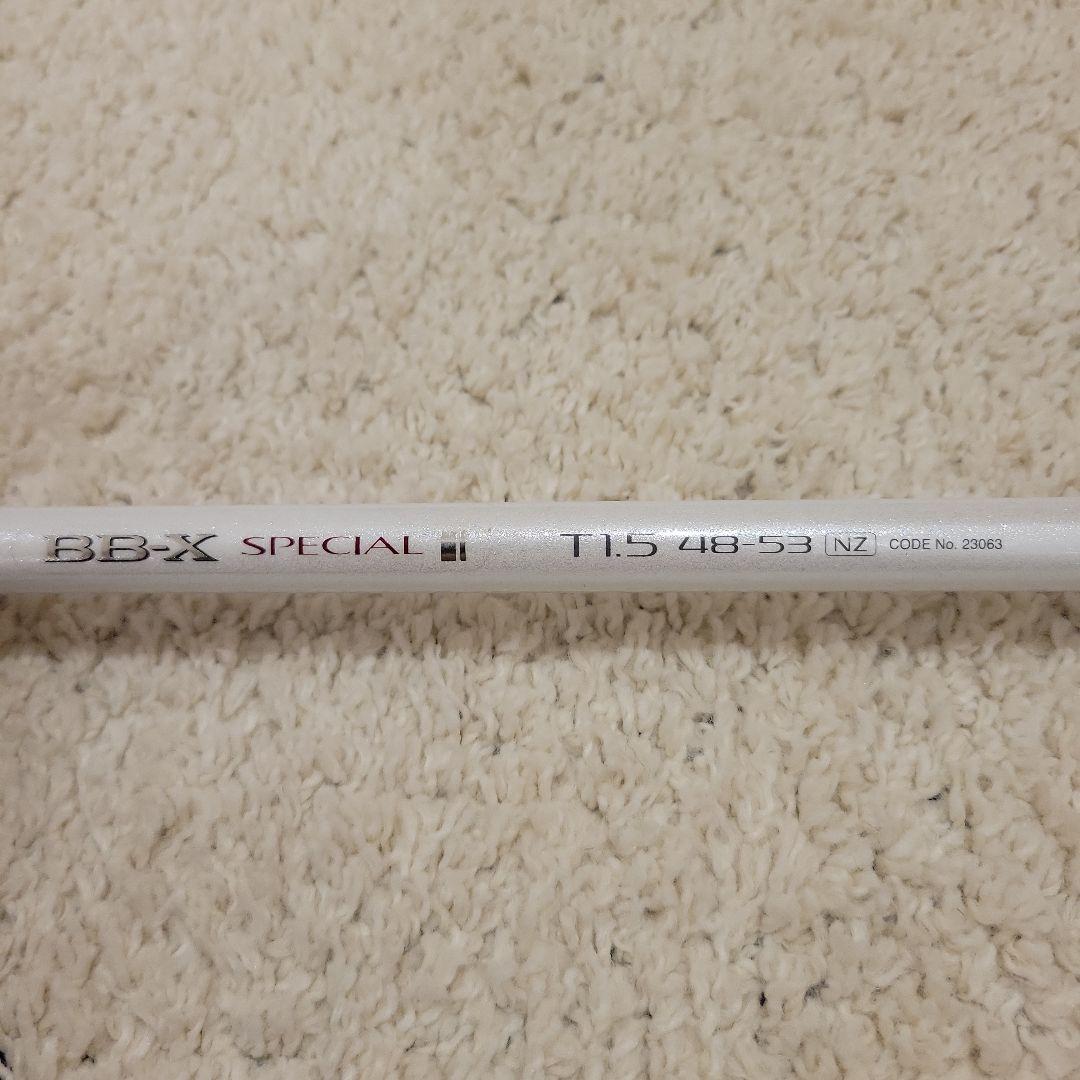 BB-X SPECIAL II T1.5 48-53 NZ CODE No. 23063